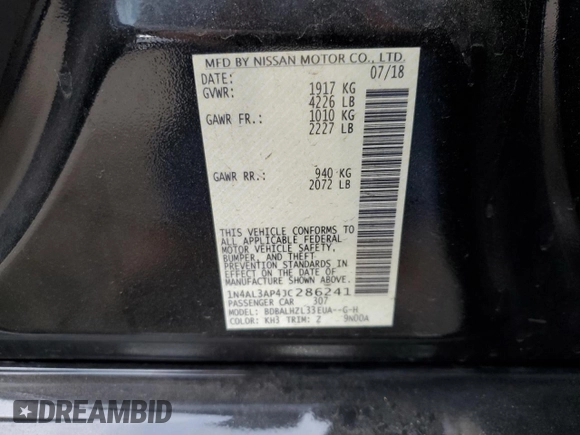 MFD BY NISSAN MOTOR CO., LTD.
DATE: 07/18
GVWR: 1917 KG
4226 LB
GAWR FR.: 1010 KG
2227 LB
GAWR RR.: 940 KG
2072 LB
THIS VEHICLE CONFORMS TO
ALL APPLICABLE FEDERAL
MOTOR VEHICLE SAFETY,
BUMPER, AND THEFT
PREVENTION STANDARDS IN
EFFECT ON THE DATE OF
MANUFACTURE SHOWN ABOVE.
1N4AL3AP4JC286241
PASSENGER CAR 307
MODEL: BDBALHZL33EUA--G-H
COLOR: KH3 TRIM: Z 9N00A
DREAMBID